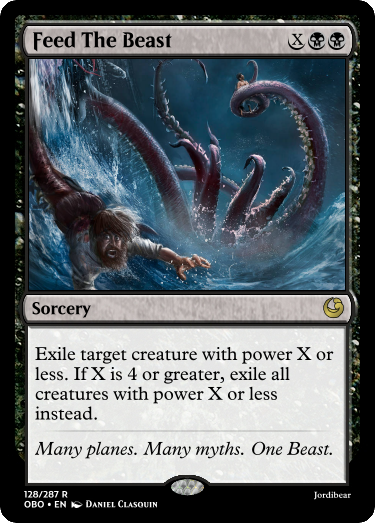 Feed The Beast X
Sorcery
Exile target creature with power X or
less. If X is 4 or greater, exile all
creatures with power X or less
instead.
Many planes. Many myths. One Beast.
128/287 R
OBO • EN Daniel Clasquin
Jordibear